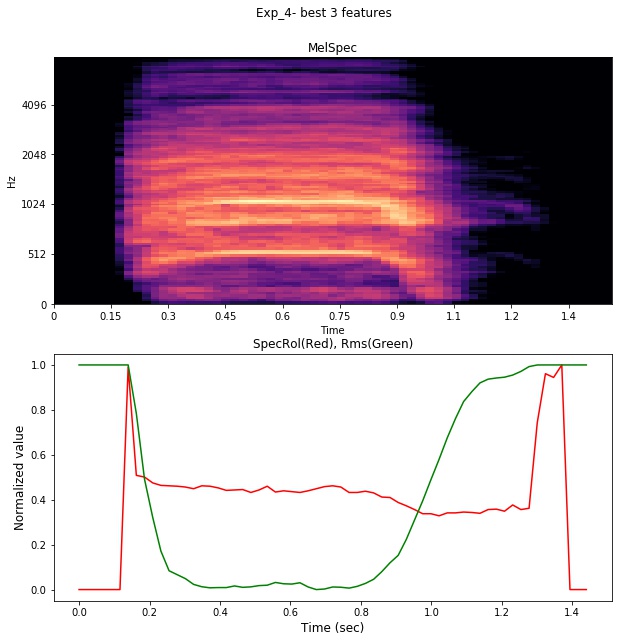 Exp_4- best 3 features
MelSpec
4096
2048
1024
512
0
Hz
0 0.15 0.3 0.45 0.6 0.75 0.9 1.1 1.2 1.4
Time
SpecRol(Red), Rms(Green)
1.0
0.8
0.6
0.4
0.2
0.0
Normalized value
0.0 0.2 0.4 0.6 0.8 1.0 1.2 1.4
Time (sec)